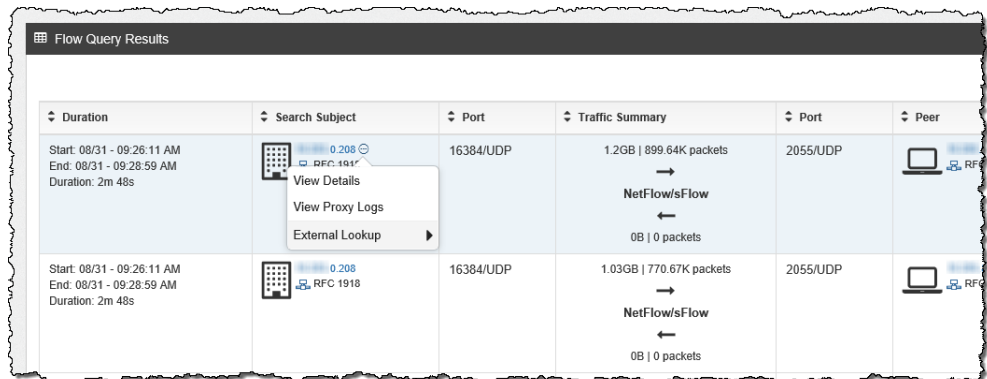 Flow Query Results
Duration
Search Subject
Port
Traffic Summary
Port
Peer
Start: 08/31 - 09:26:11 AM
End: 08/31 - 09:28:59 AM
Duration: 2m 48s
0.208
RFC 1918
View Details
View Proxy Logs
External Lookup
16384/UDP
1.2GB | 899.64K packets
NetFlow/sFlow
0B | 0 packets
2055/UDP
Start: 08/31 - 09:26:11 AM
End: 08/31 - 09:28:59 AM
Duration: 2m 48s
0.208
RFC 1918
16384/UDP
1.03GB | 770.67K packets
NetFlow/sFlow
0B | 0 packets
2055/UDP